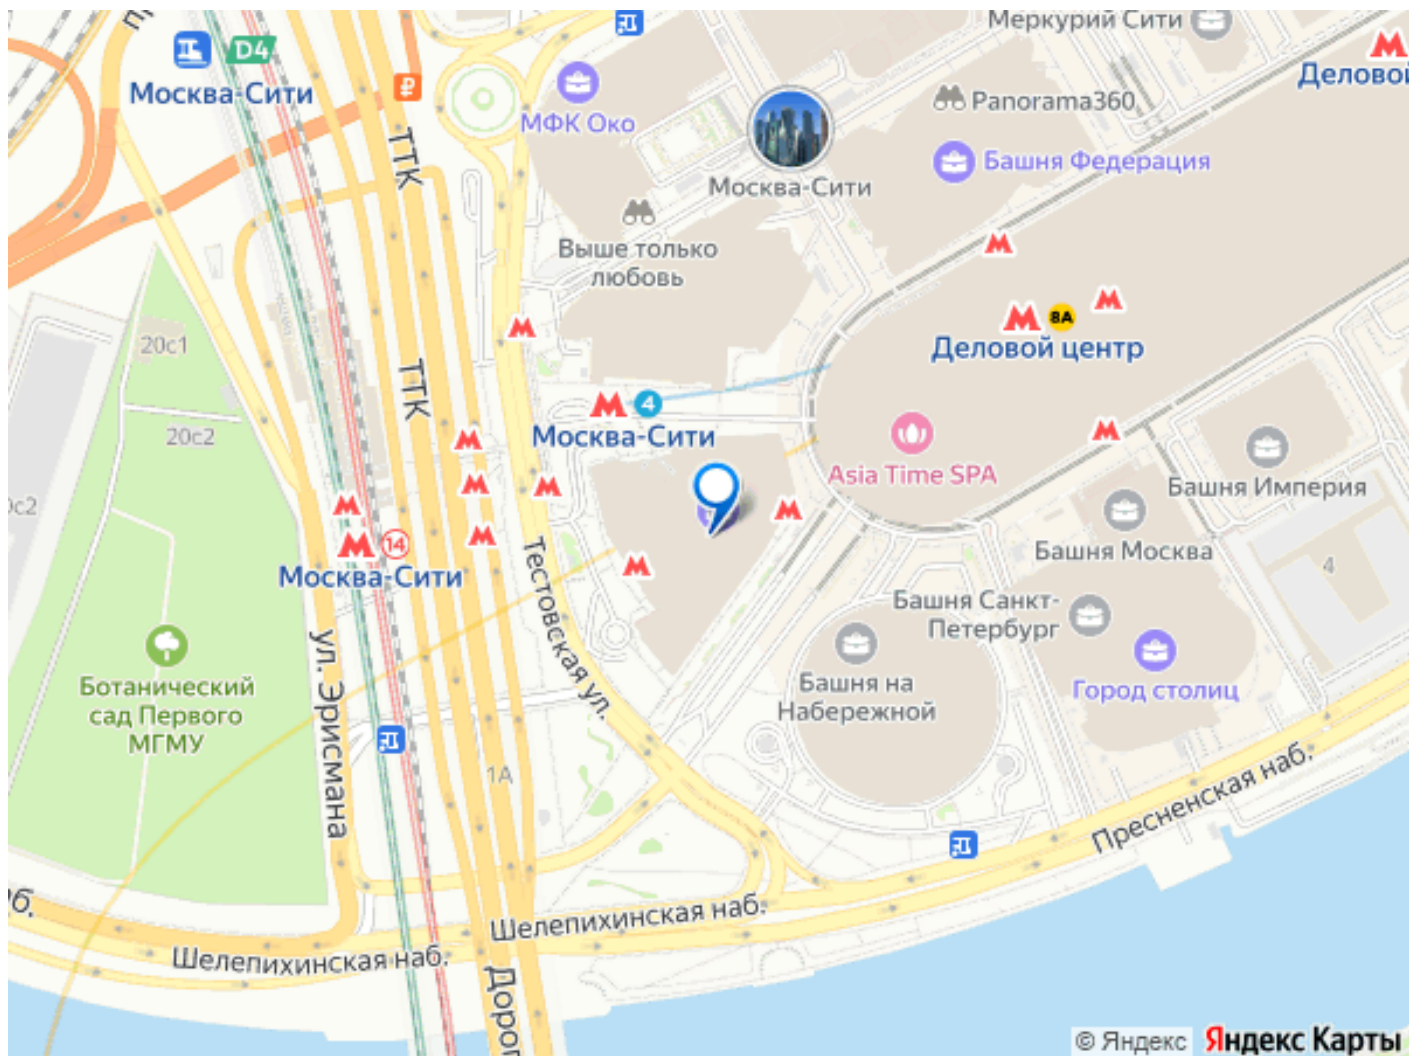 Меркурий Сити
D4
Москва-Сити
Деловой
Panorama360
МФК Око
ТТК
Башня Федерация
Москва-Сити
Выше только
любовь
8А
Деловой центр
20с1
ТТК
4
Москва-Сити
20с2
Asia Time SPA
Башня Империя
0с2
14
Москва-Сити
Башня Москва
4
Тестовская ул.
Башня Санкт-
Петербург
ул. Эрисмана
Ботанический
сад Первого
МГМУ
Башня на
Набережной
Город столиц
1А
Пресненская наб.
об.
Шелепихинская наб.
Шелепихинская наб.
Дорог
© Яндекс Яндекс Карты